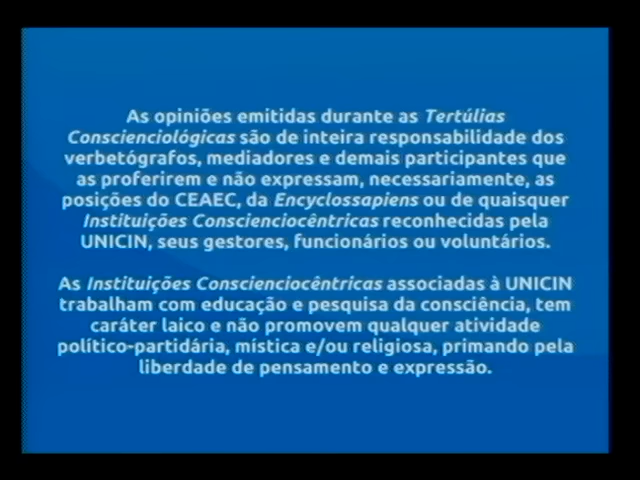 As opiniões emitidas durante as Tertúlias
Conscienciológicas são de inteira responsabilidade dos
verbetógrafos, mediadores e demais participantes que
as proferirem e não expressam, necessariamente, as
posições do CEAEC, da Encyclossapiens ou de quaisquer
Instituições Conscienciocêntricas reconhecidas pela
UNICIN, seus gestores, funcionários ou voluntários.
As Instituições Conscienciocêntricas associadas à UNICIN
trabalham com educação e pesquisa da consciência, tem
caráter laico e não promovem qualquer atividade
político-partidária, mística e/ou religiosa, primando pela
liberdade de pensamento e expressão.